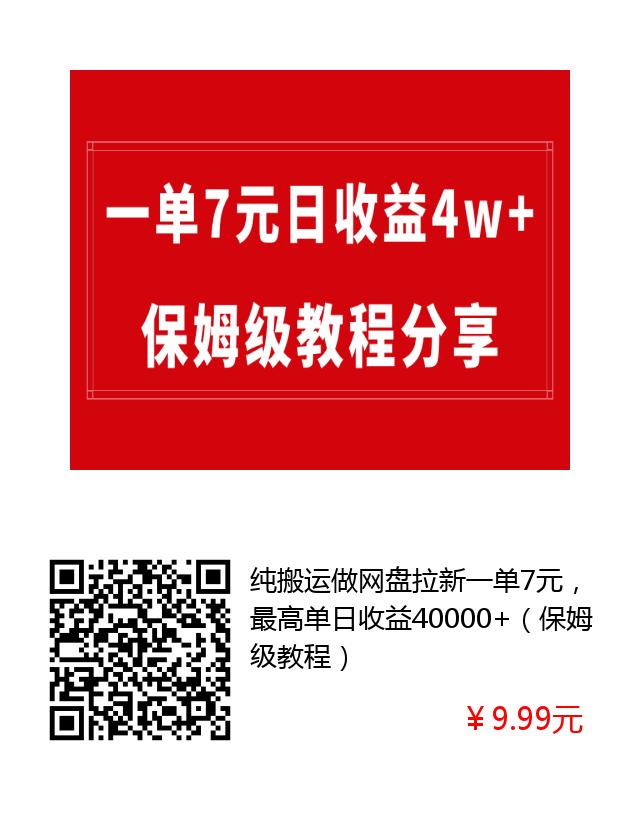 一单7元日收益4w+
保姆级教程分享
纯搬运做网盘拉新一单7元，
最高单日收益40000+（保姆
级教程）
¥9.99元